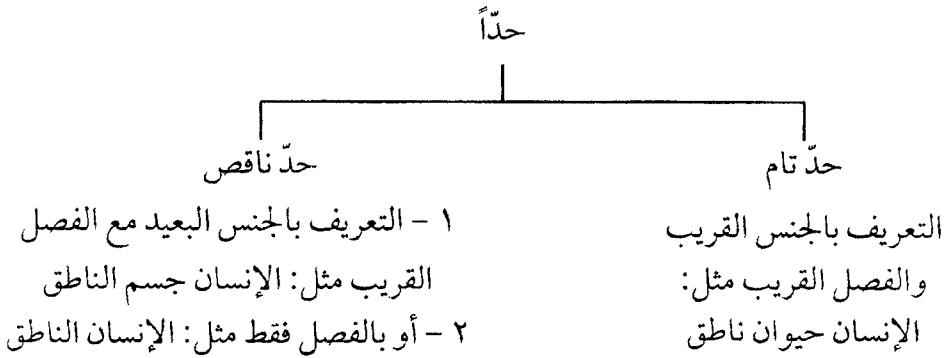 حدّاً
حدّ تام
التعريف بالجنس القريب
والفصل القريب مثل:
الإنسان حيوان ناطق
حدّ ناقص
١ - التعريف بالجنس البعيد مع الفصل
القريب مثل: الإنسان جسم الناطق
٢ - أو بالفصل فقط مثل: الإنسان الناطق